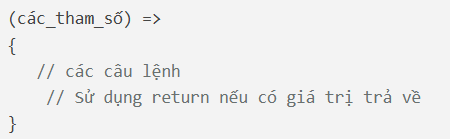 (các_tham_số) =>
{
// các câu lệnh
// Sử dụng return nếu có giá trị trả về
}